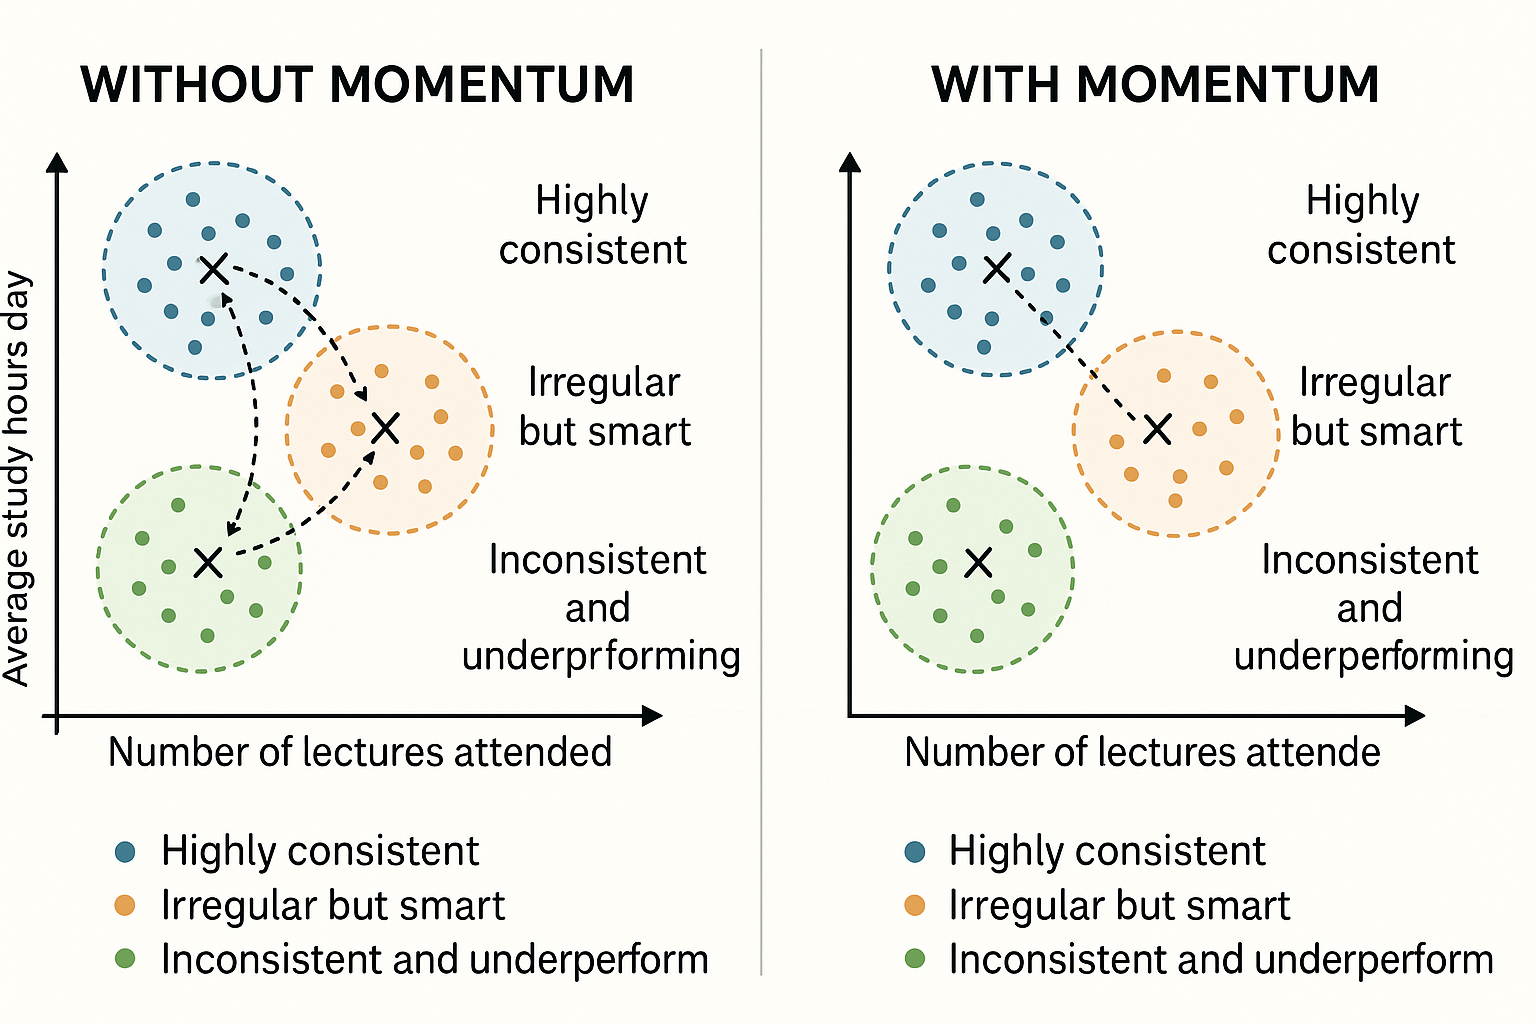 WITHOUT MOMENTUM
Average study hours day
Highly
consistent
Irregular
but smart
Inconsistent
and
underprforming
Number of lectures attended
Highly consistent
Irregular but smart
Inconsistent and underperform
WITH MOMENTUM
Highly
consistent
Irregular
but smart
Inconsistent
and
underperforming
Number of lectures attende
Highly consistent
Irregular but smart
Inconsistent and underperform